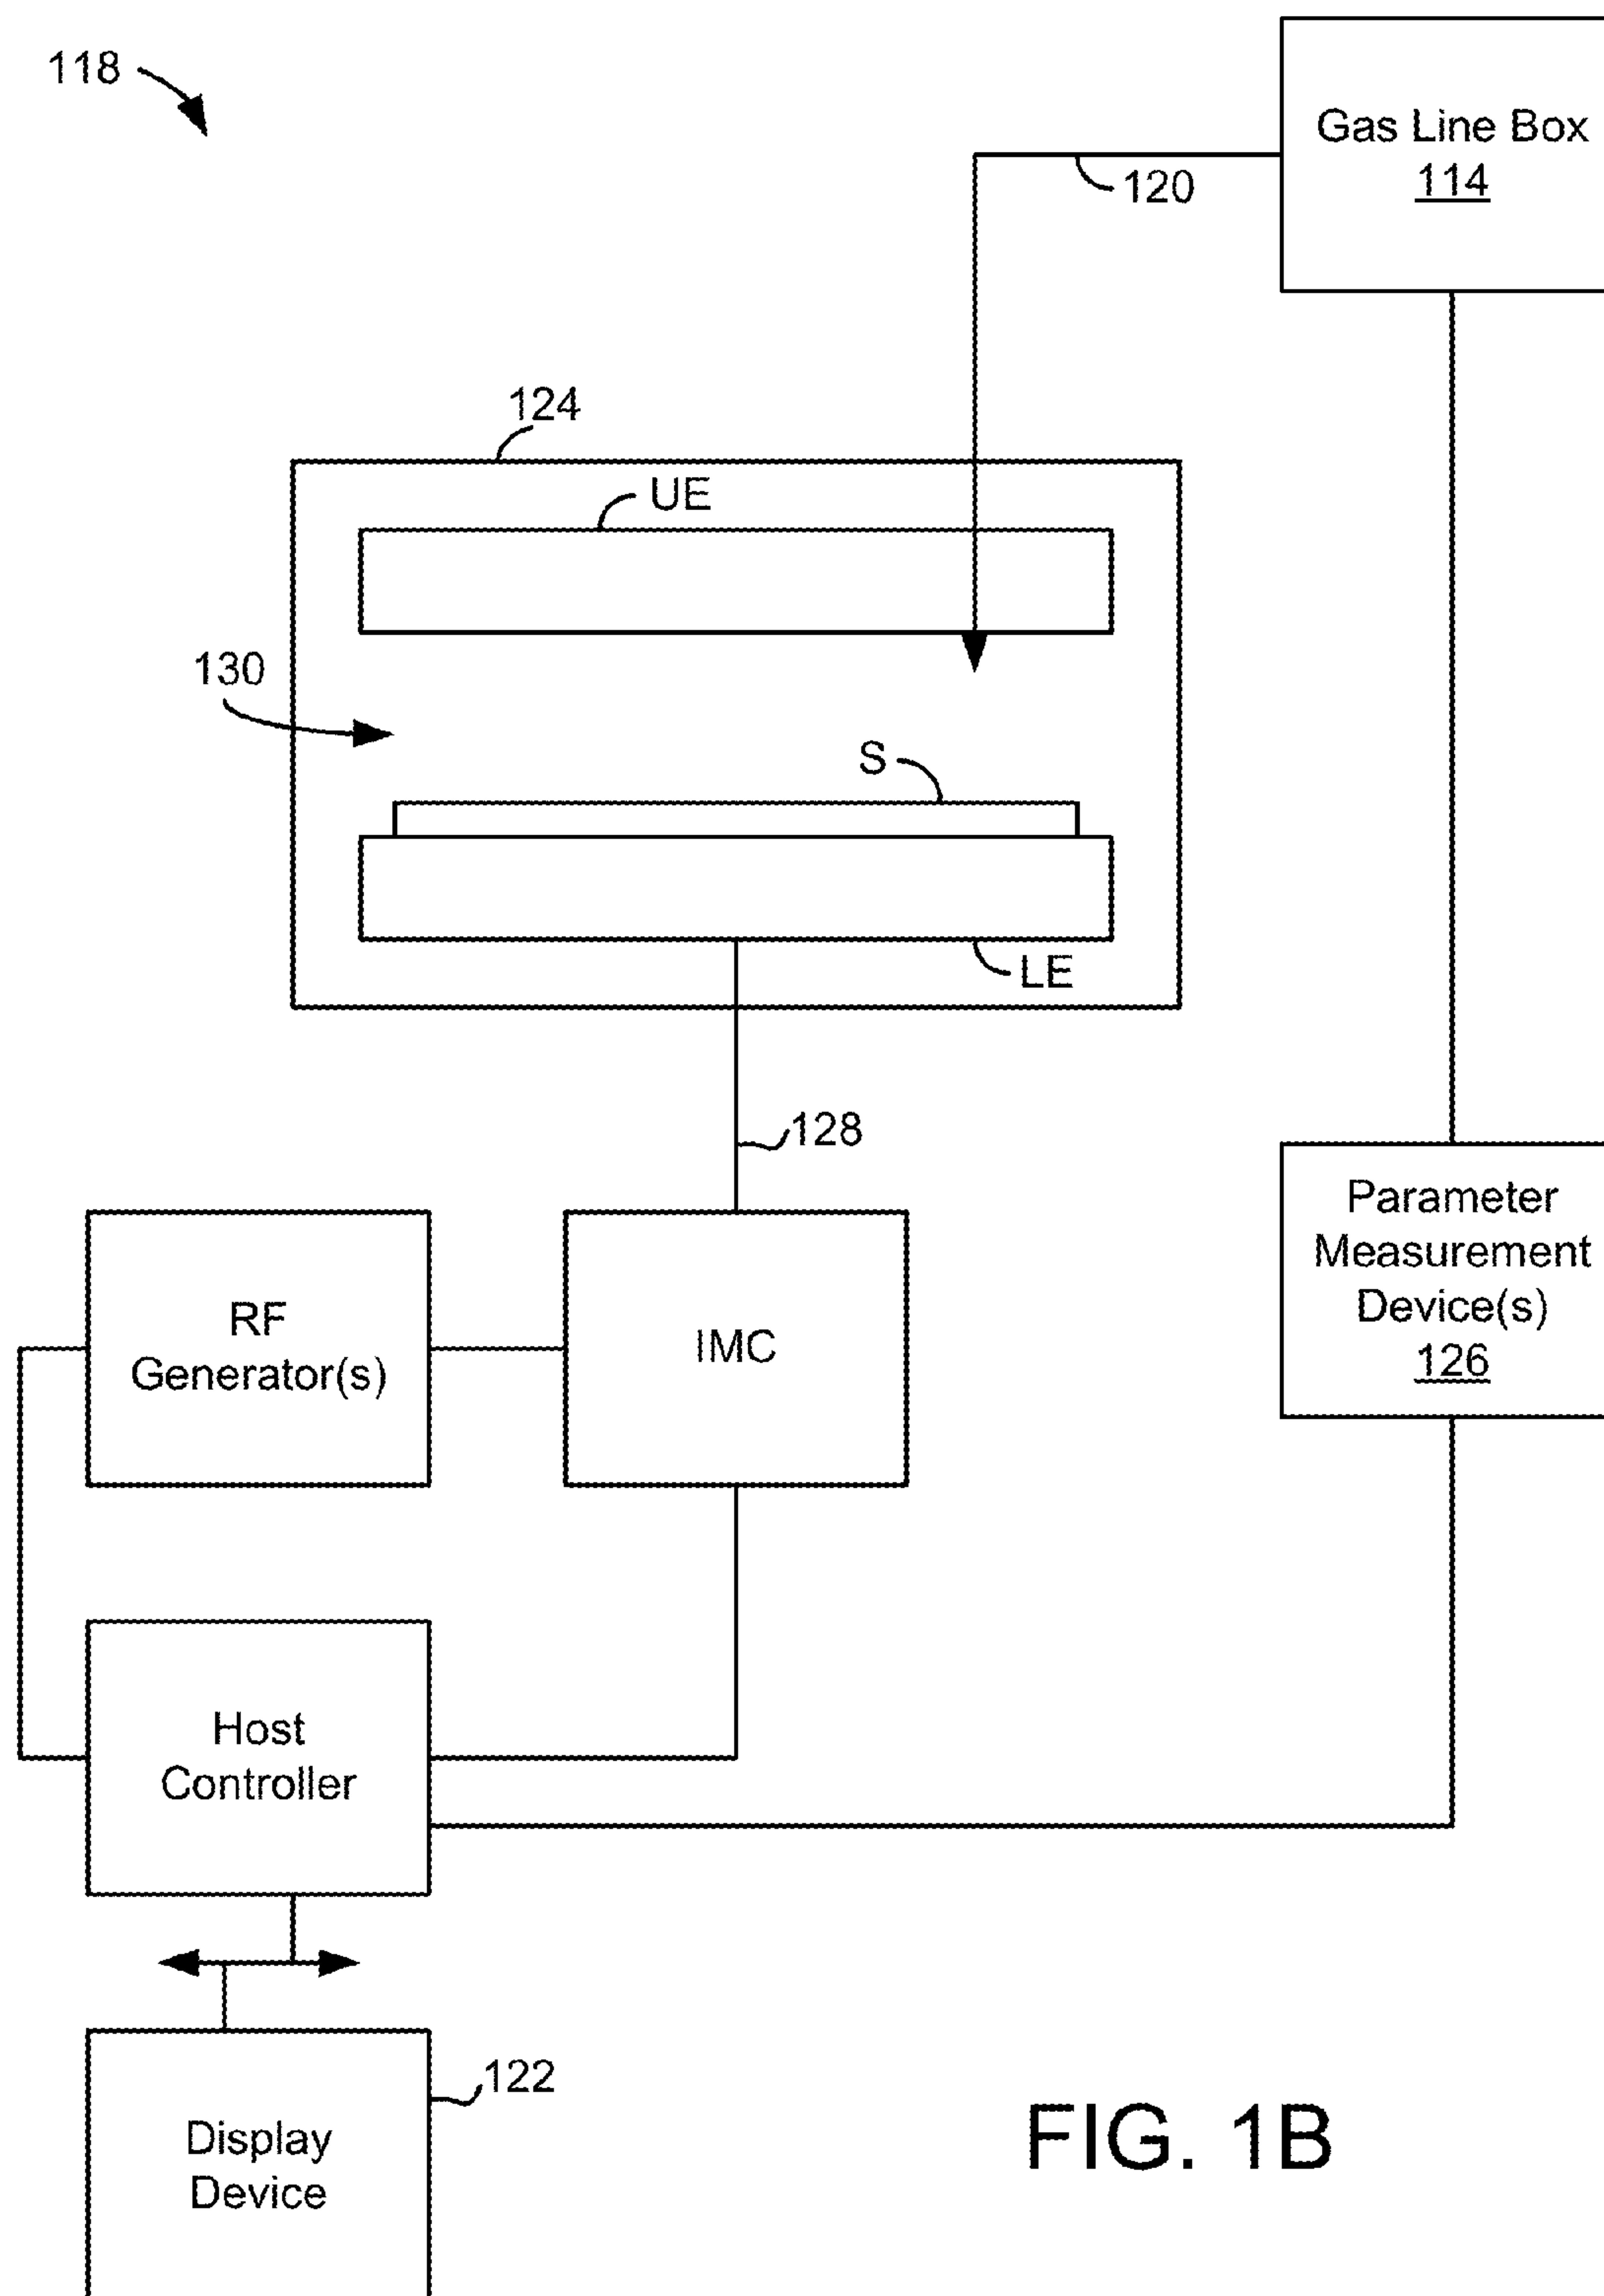 118
Gas Line Box
114
120
124
UE
130
S
LE
128
Parameter
Measurement
Device(s)
126
RF
Generator(s)
IMC
Host
Controller
122
Display
Device
FIG. 1B